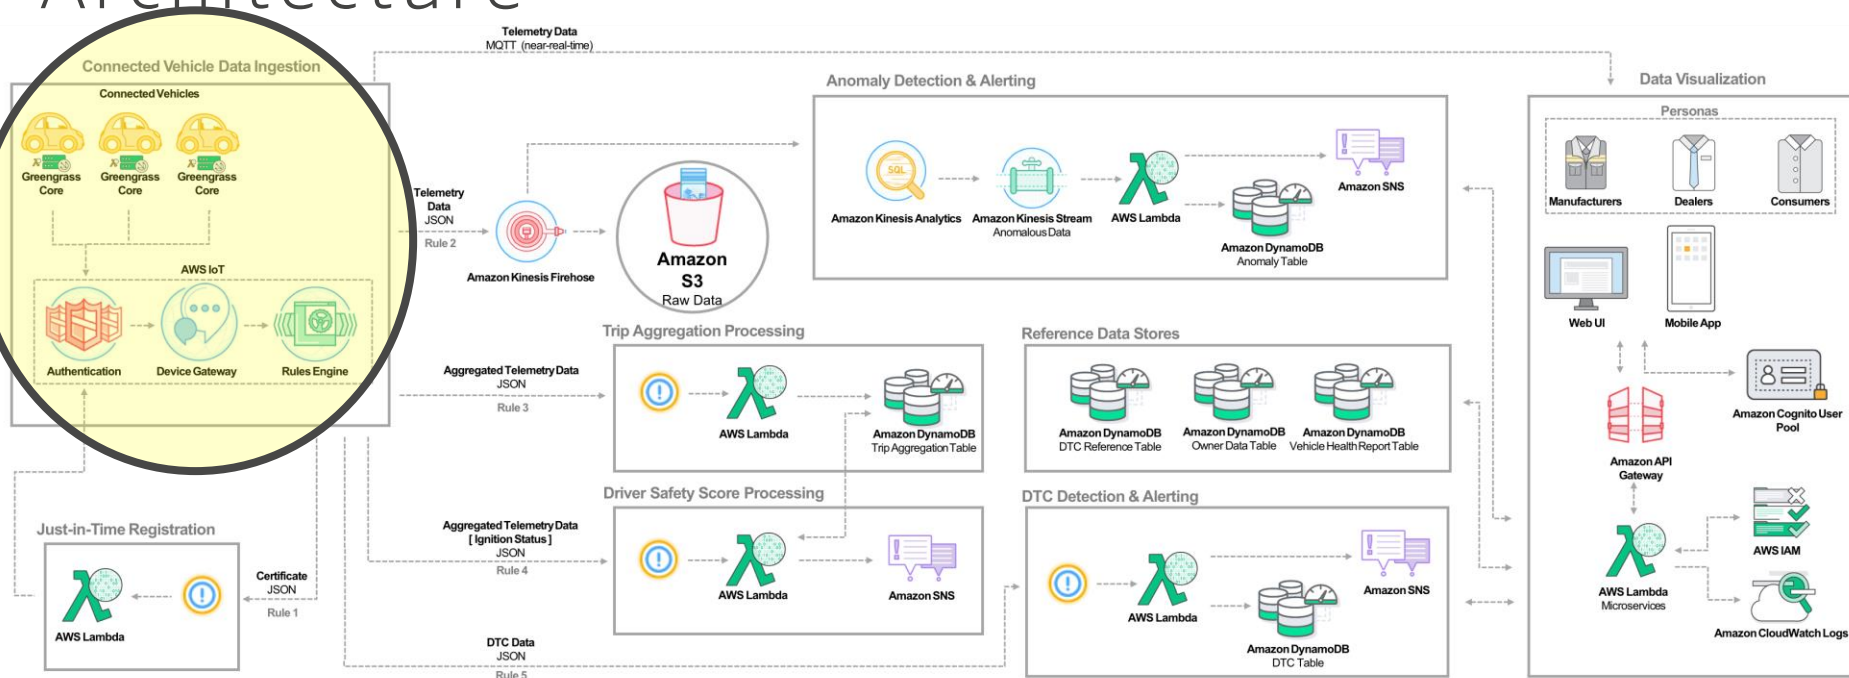 Architecture
Telemetry Data
MQTT (near-real-time)
Connected Vehicle Data Ingestion
Connected Vehicles
Greengrass
Core
Greengrass
Core
Greengrass
Core
AWS IoT
Authentication
Device Gateway
Rules Engine
Telemetry
Data
JSON
Rule 2
Amazon Kinesis Firehose
Amazon
S3
Raw Data
Anomaly Detection & Alerting
SQL
Amazon Kinesis Analytics
Amazon Kinesis Stream
Anomalous Data
AWS Lambda
Amazon SNS
Amazon DynamoDB
Anomaly Table
Aggregated Telemetry Data
JSON
Rule 3
Trip Aggregation Processing
AWS Lambda
Amazon DynamoDB
Trip Aggregation Table
Reference Data Stores
Amazon DynamoDB
DTC Reference Table
Amazon DynamoDB
Owner Data Table
Amazon DynamoDB
Vehicle Health Report Table
Just-in-Time Registration
AWS Lambda
Certificate
JSON
Rule 1
Aggregated Telemetry Data
[ Ignition Status ]
JSON
Rule 4
Driver Safety Score Processing
AWS Lambda
Amazon SNS
DTC Data
JSON
Rule 5
DTC Detection & Alerting
AWS Lambda
Amazon SNS
Amazon DynamoDB
DTC Table
Data Visualization
Personas
Manufacturers
Dealers
Consumers
Web UI
Mobile App
Amazon Cognito User
Pool
Amazon API
Gateway
AWS IAM
AWS Lambda
Microservices
Amazon CloudWatch Logs